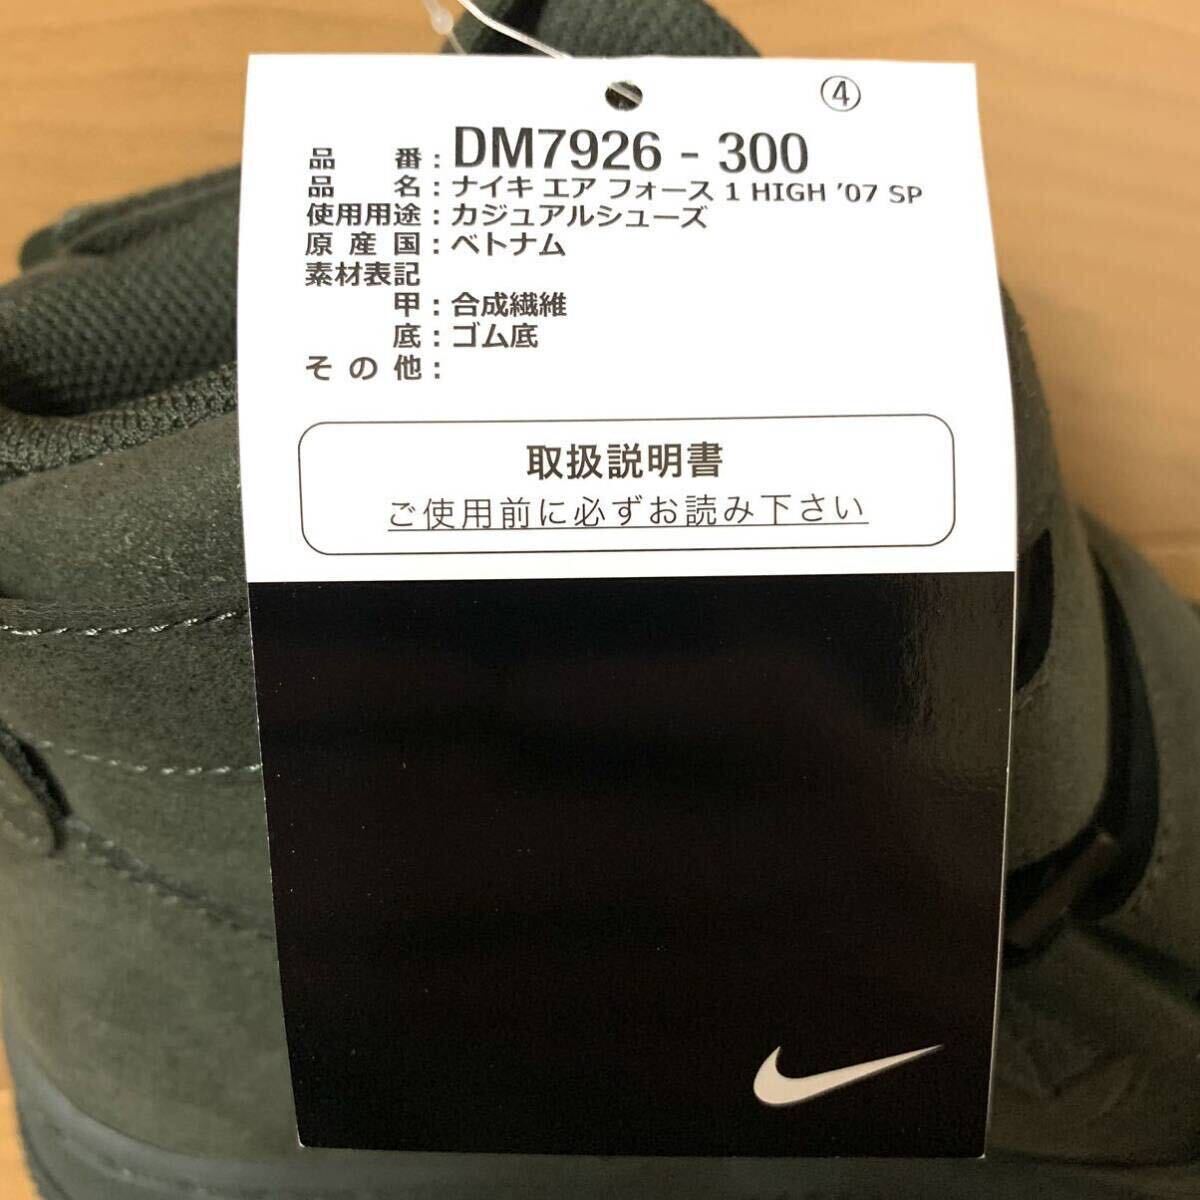 ④
品番：DM7926 - 300
品名：ナイキ エア フォース 1 HIGH ’07 SP
使用用途：カジュアルシューズ
原産国：ベトナム
素材表記
甲：合成繊維
底：ゴム底
その他：
取扱説明書
ご使用前に必ずお読み下さい